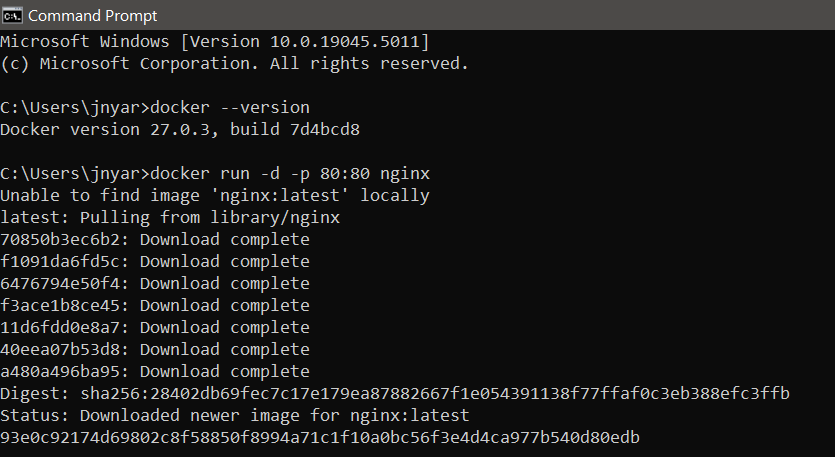 Command Prompt
Microsoft Windows [Version 10.0.19045.5011]
(c) Microsoft Corporation. All rights reserved.
C:\Users\jnyar>docker --version
Docker version 27.0.3, build 7d4bcd8
C:\Users\jnyar>docker run -d -p 80:80 nginx
Unable to find image 'nginx:latest' locally
latest: Pulling from library/nginx
70850b3ec6b2: Download complete
f1091da6fd5c: Download complete
6476794e50f4: Download complete
f3ace1b8ce45: Download complete
11d6fdd0e8a7: Download complete
40eea07b53d8: Download complete
a480a496ba95: Download complete
Digest: sha256:28402db69fec7c17e179ea87882667f1e054391138f77ffaf0c3eb388efc3ffb
Status: Downloaded newer image for nginx:latest
93e0c92174d69802c8f58850f8994a71c1f10a0bc56f3e4d4ca977b540d80edb